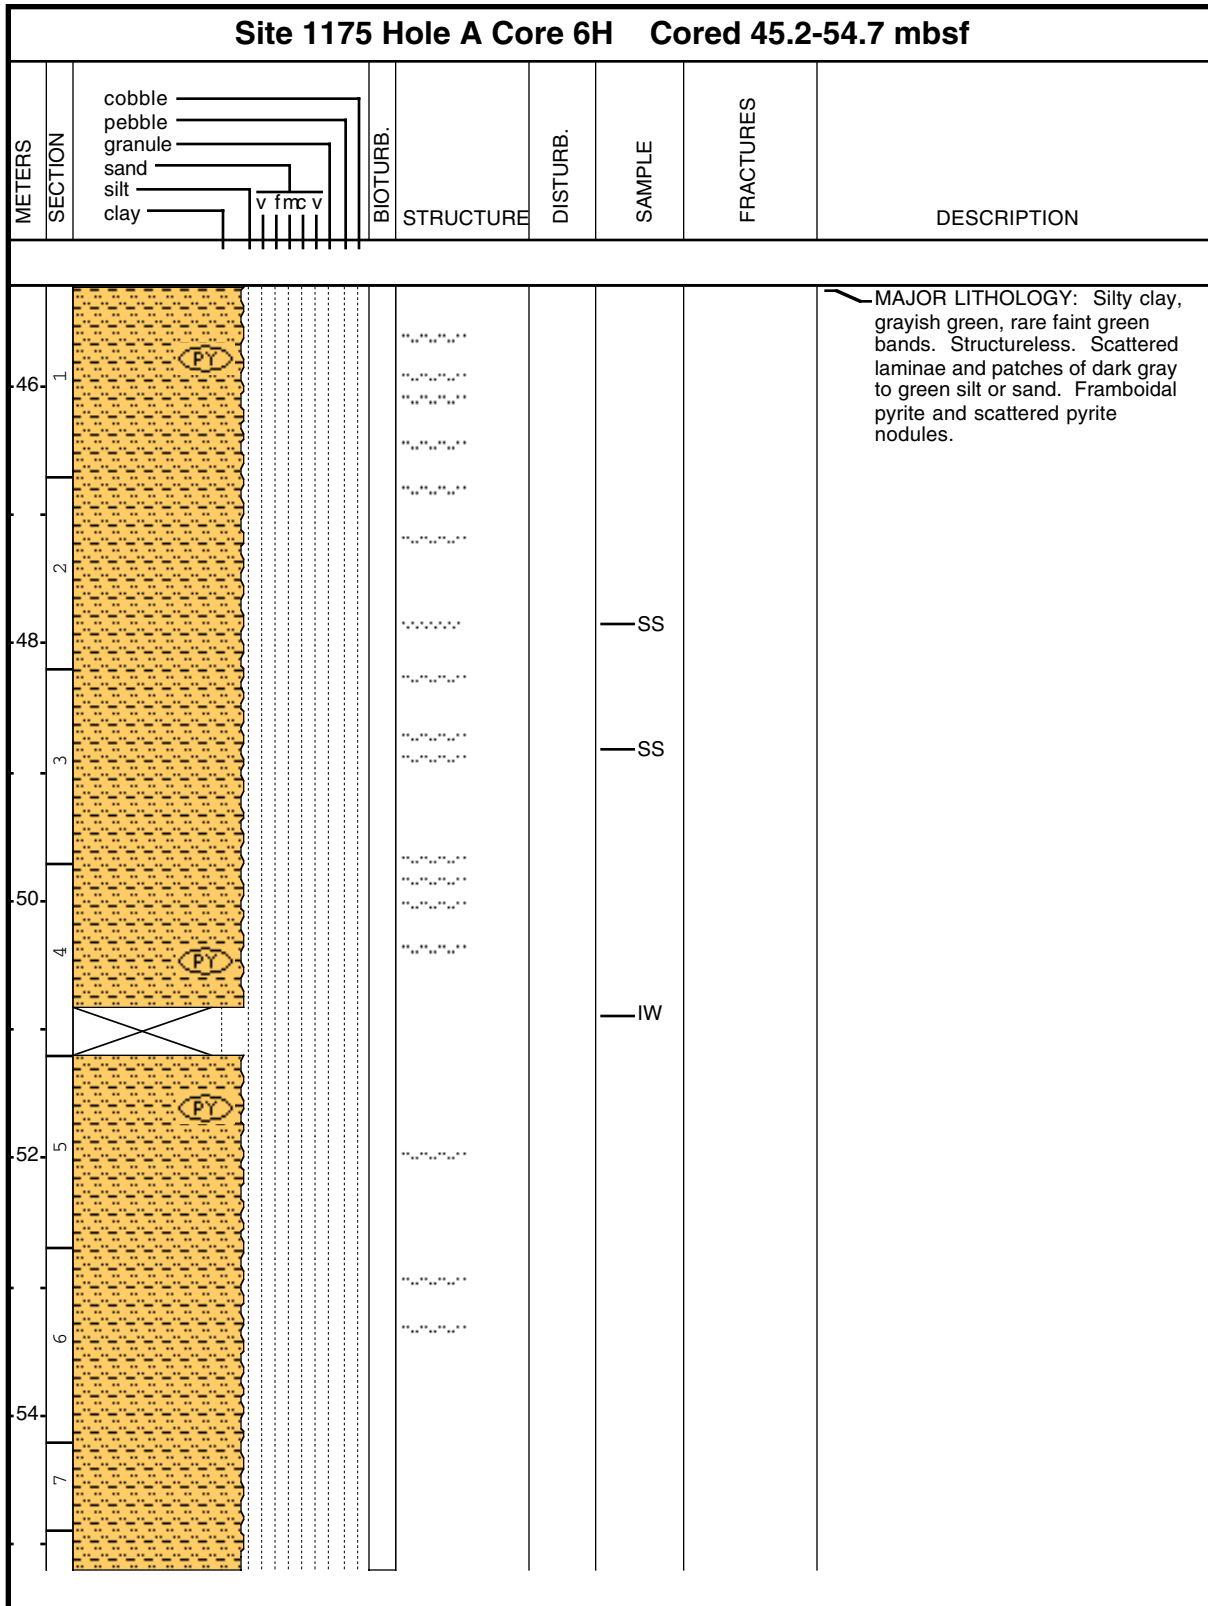 Site 1175 Hole A Core 6H Cored 45.2-54.7 mbsf
METERS
SECTION
cobble
pebble
granule
sand
silt
clay
v f m c v
BIOTURB.
STRUCTURE
DISTURB.
SAMPLE
FRACTURES
DESCRIPTION
MAJOR LITHOLOGY: Silty clay,
grayish green, rare faint green
bands. Structureless. Scattered
laminae and patches of dark gray
to green silt or sand. Framboidal
pyrite and scattered pyrite
nodules.
PY
46
1
2
SS
48
SS
3
50
4
PY
IW
PY
5
52
6
54
7